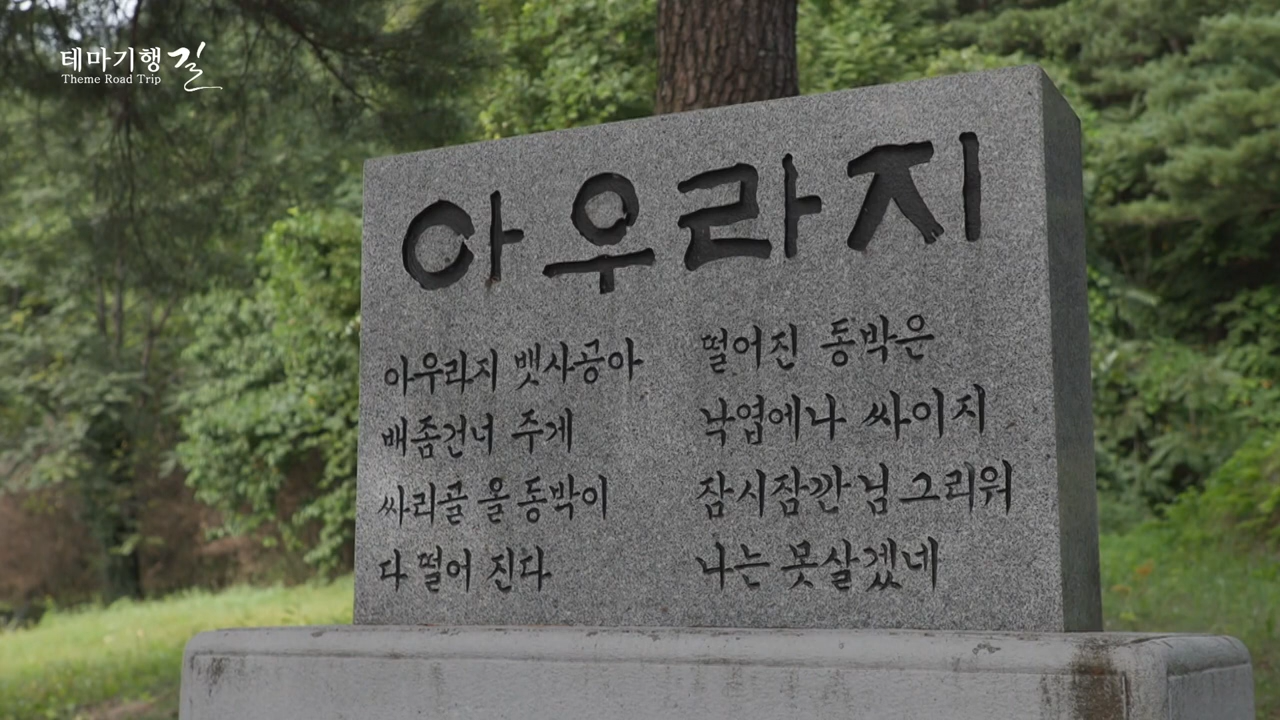 테마기행 길
Theme Road Trip
아우라지
아우라지 뱃사공아
배좀건너 주게
싸리골 올동박이
다 떨어 진다
떨어진 동박은
낙엽에나 싸이지
잠시잠깐 님 그리워
나는 못살겠네